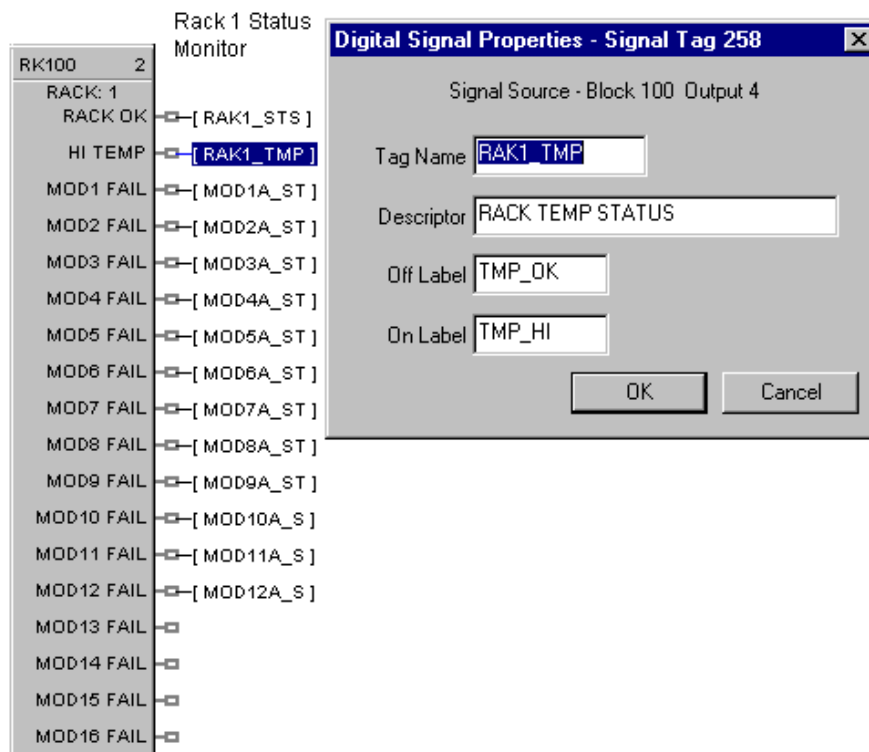 Rack 1 Status
Monitor
RK100 2
RACK: 1
RACK OK [ RAK1_STS ]
HI TEMP [ RAK1_TMP ]
MOD1 FAIL [ MOD1A_ST ]
MOD2 FAIL [ MOD2A_ST ]
MOD3 FAIL [ MOD3A_ST ]
MOD4 FAIL [ MOD4A_ST ]
MOD5 FAIL [ MOD5A_ST ]
MOD6 FAIL [ MOD6A_ST ]
MOD7 FAIL [ MOD7A_ST ]
MOD8 FAIL [ MOD8A_ST ]
MOD9 FAIL [ MOD9A_ST ]
MOD10 FAIL [ MOD10A_S ]
MOD11 FAIL [ MOD11A_S ]
MOD12 FAIL [ MOD12A_S ]
MOD13 FAIL
MOD14 FAIL
MOD15 FAIL
MOD16 FAIL
Digital Signal Properties - Signal Tag 258
Signal Source - Block 100 Output 4
Tag Name RAK1_TMP
Descriptor RACK TEMP STATUS
Off Label TMP_OK
On Label TMP_HI
OK Cancel